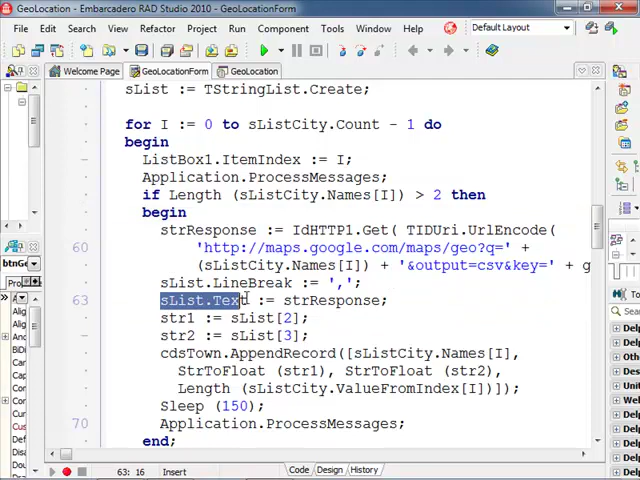 GeoLocation - Embarcadero RAD Studio 2010 - GeoLocationForm
File Edit Search View Refactor Project Run Component Tools Window Help Default Layout
Welcome Page GeoLocationForm GeoLocation
sList := TStringList.Create;
for I := 0 to sListCity.Count - 1 do
begin
ListBox1.ItemIndex := I;
Application.ProcessMessages;
if Length (sListCity.Names[I]) > 2 then
begin
strResponse := IdHTTP1.Get( TIDUri.UrlEncode(
60 'http://maps.google.com/maps/geo?q=' +
(sListCity.Names[I]) + '&output=csv&key=' + g
sList.LineBreak := ',';
63 sList.Text := strResponse;
str1 := sList[2];
str2 := sList[3];
cdsTown.AppendRecord([sListCity.Names[I],
StrToFloat (str1), StrToFloat (str2),
Length (sListCity.ValueFromIndex[I])]);
Sleep (150);
70 Application.ProcessMessages;
end;
63: 16 Insert Code Design History
btnGe